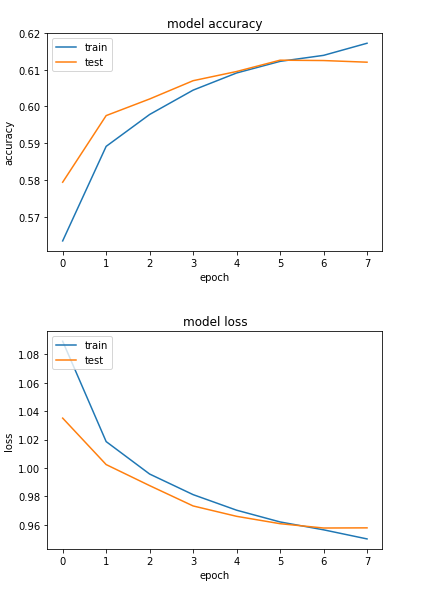 model accuracy
0.62
0.61
0.60
0.59
0.58
0.57
accuracy
train
test
0 1 2 3 4 5 6 7
epoch
model loss
1.08
1.06
1.04
1.02
1.00
0.98
0.96
loss
train
test
0 1 2 3 4 5 6 7
epoch